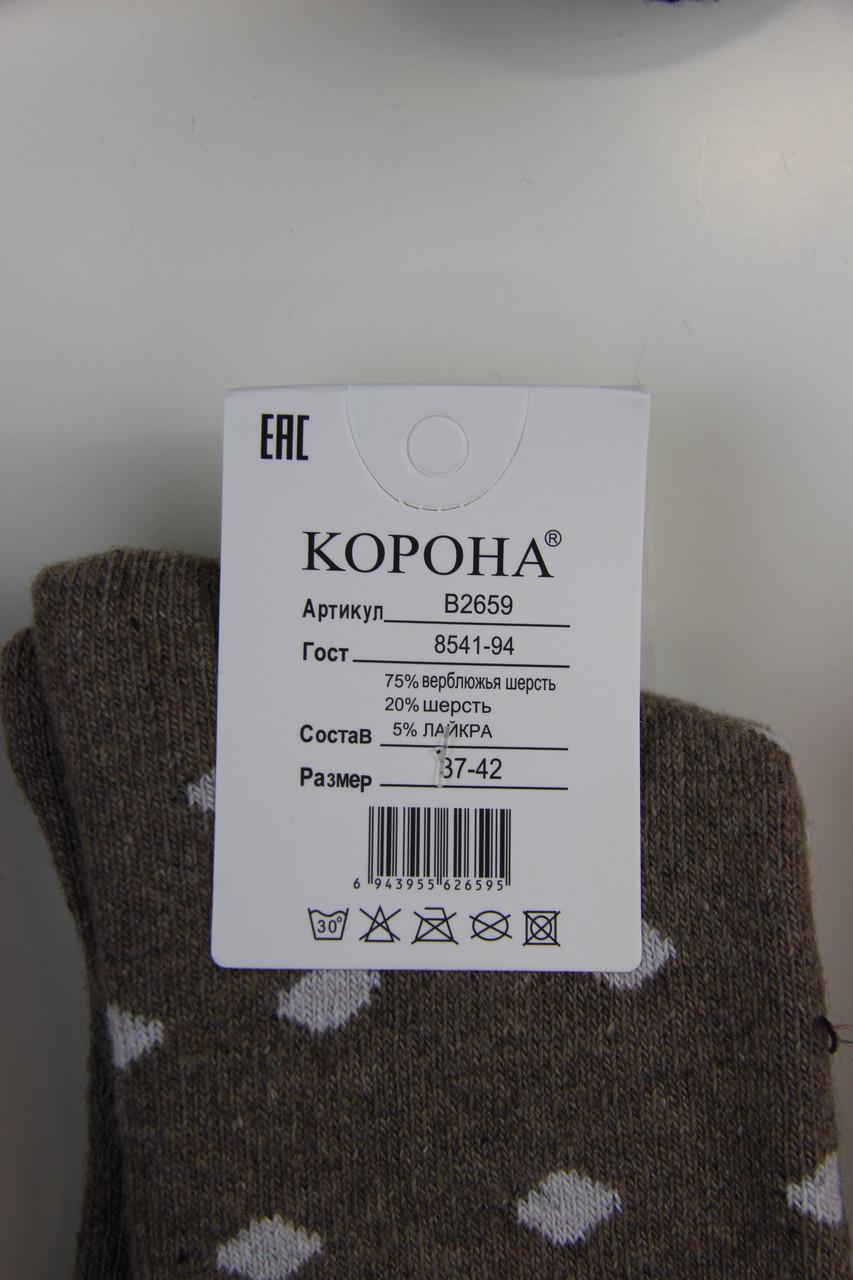 ЕАС
КОРОНА®
Артикул B2659
Гост 8541-94
75% верблюжья шерсть
20% шерсть
Состав 5% ЛАЙКРА
Размер 37-42
6 943955 626595
30°